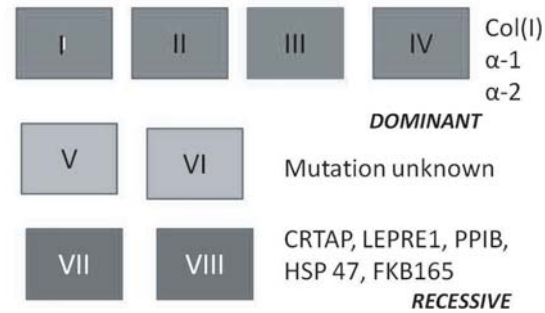 I II III IV Col(I)
α-1
α-2
DOMINANT
V VI Mutation unknown
VII VIII CRTAP, LEPRE1, PPIB,
HSP 47, FKB165
RECESSIVE